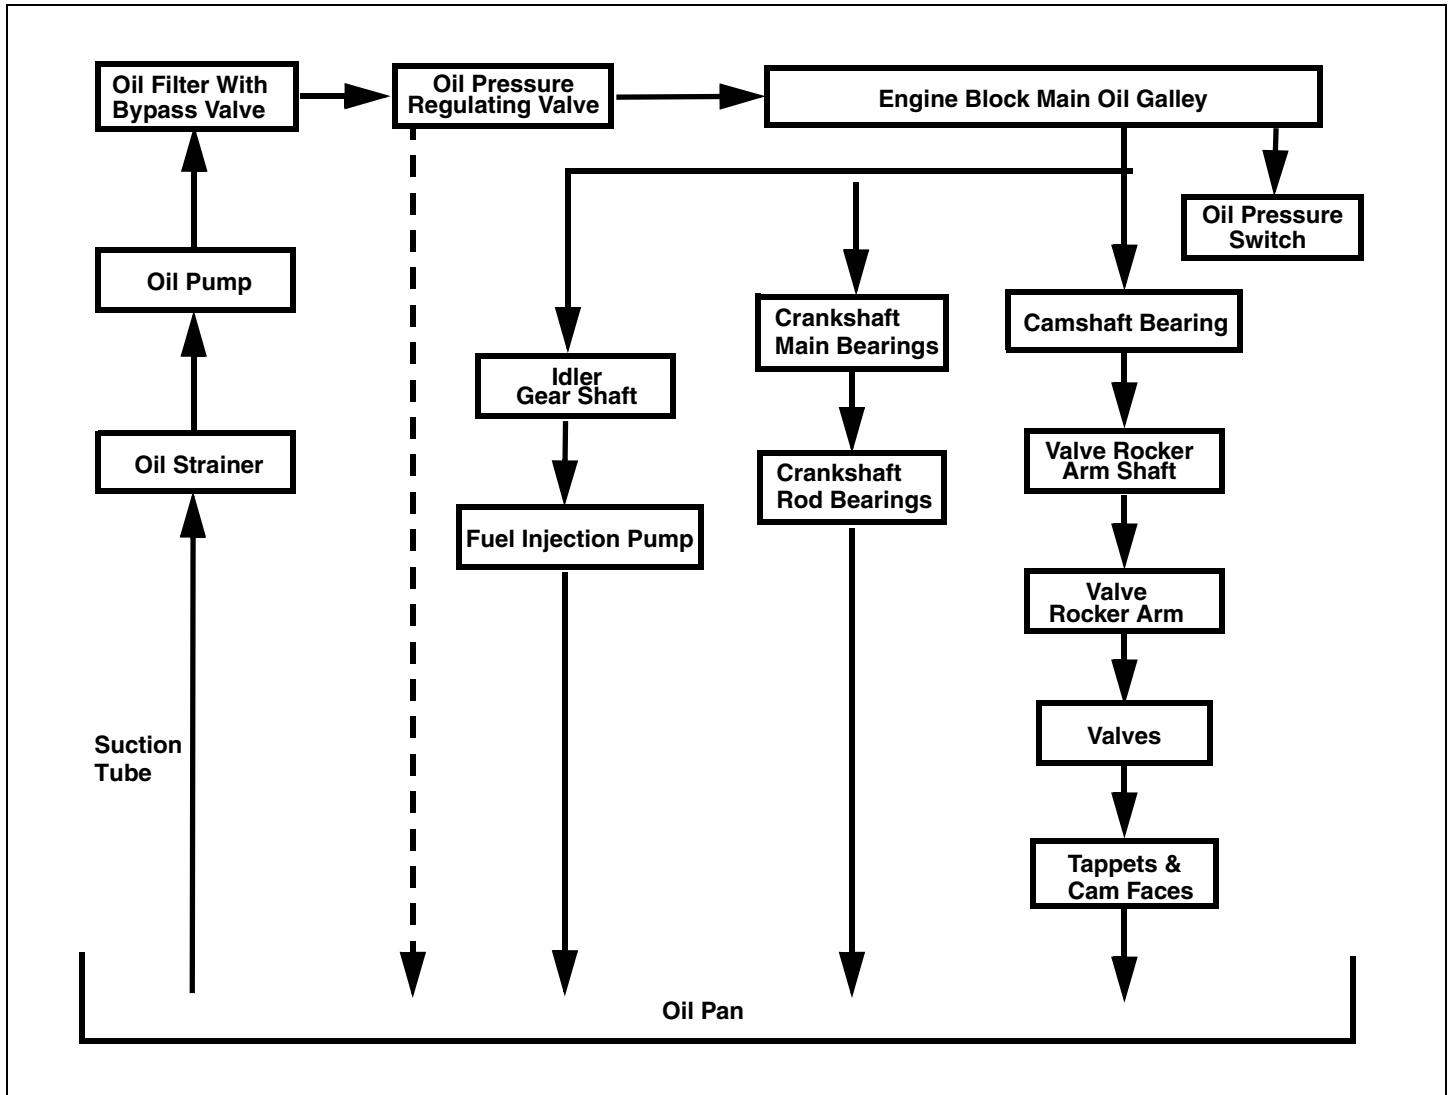 Oil Filter With
Bypass Valve
Oil Pressure
Regulating Valve
Engine Block Main Oil Galley
Oil Pressure
Switch
Oil Pump
Crankshaft
Main Bearings
Camshaft Bearing
Idler
Gear Shaft
Oil Strainer
Crankshaft
Rod Bearings
Valve Rocker
Arm Shaft
Fuel Injection Pump
Valve
Rocker Arm
Suction
Tube
Valves
Tappets &
Cam Faces
Oil Pan